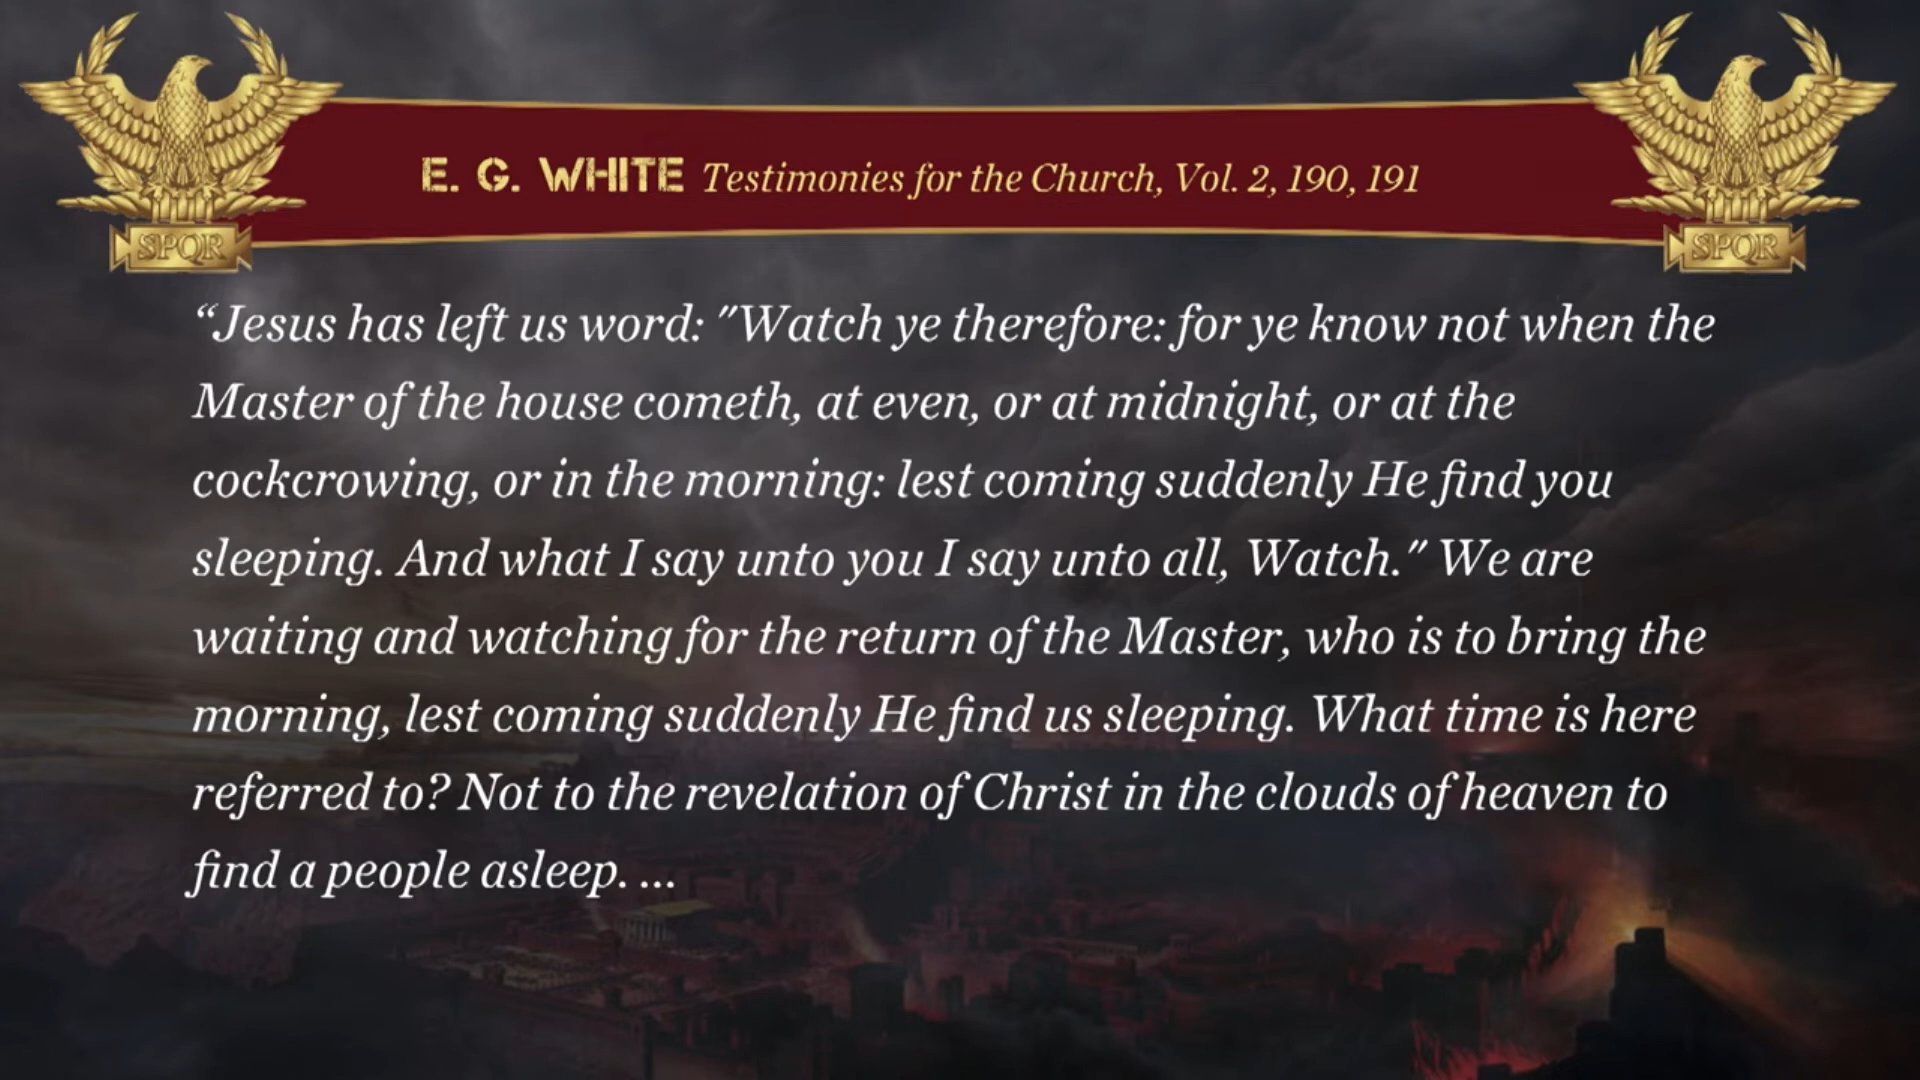 SPQR
SPQR
E. G. WHITE Testimonies for the Church, Vol. 2, 190, 191
“Jesus has left us word: "Watch ye therefore: for ye know not when the
Master of the house cometh, at even, or at midnight, or at the
cockcrowing, or in the morning: lest coming suddenly He find you
sleeping. And what I say unto you I say unto all, Watch." We are
waiting and watching for the return of the Master, who is to bring the
morning, lest coming suddenly He find us sleeping. What time is here
referred to? Not to the revelation of Christ in the clouds of heaven to
find a people asleep. ...